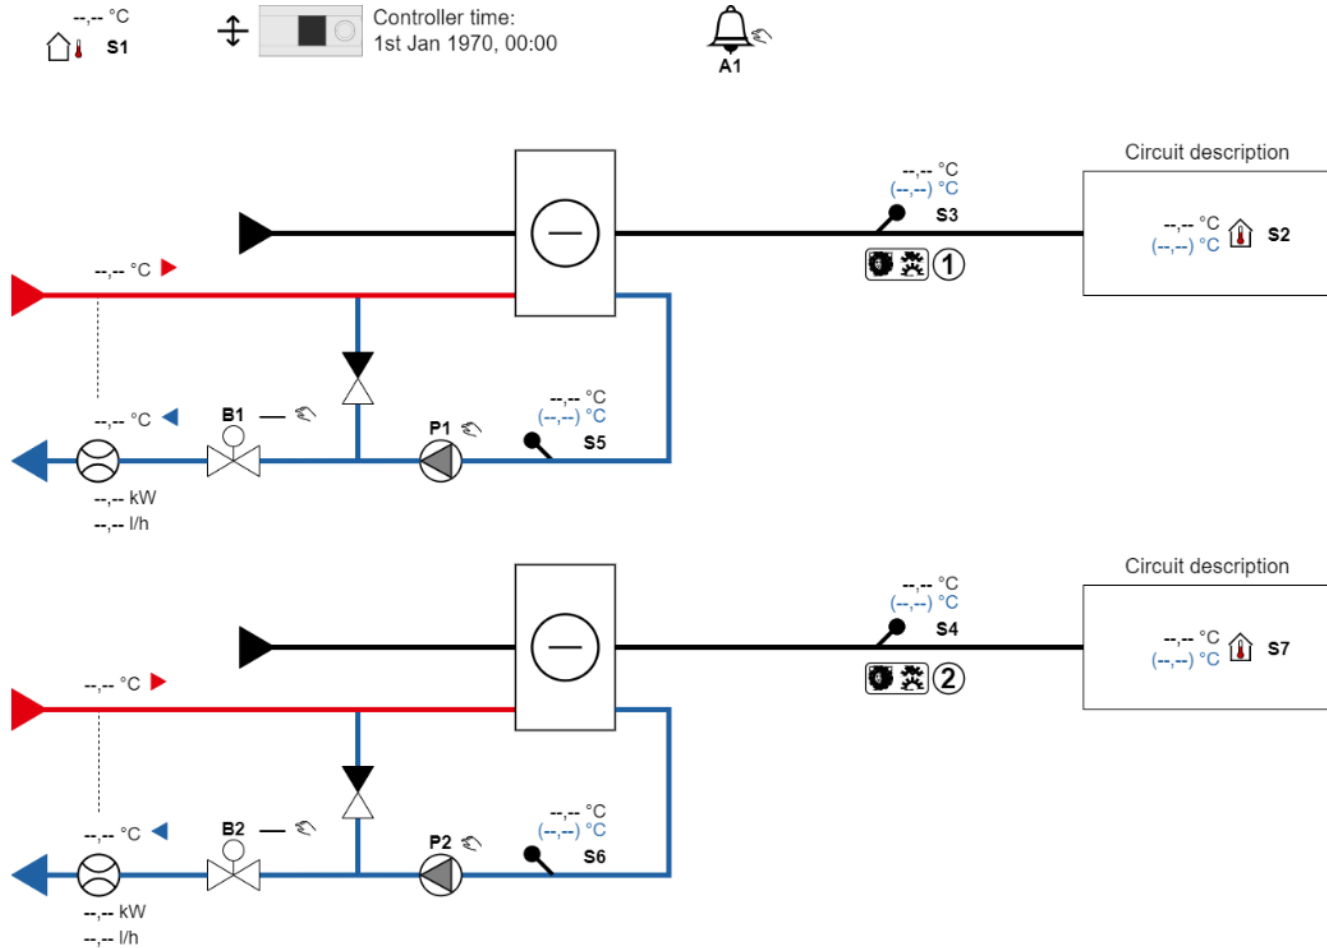 --,-- °C
S1
Controller time:
1st Jan 1970, 00:00
A1
Circuit description
--,-- °C
(--,--) °C
S3
--,-- °C
(--,--) °C
S2
1
--,-- °C
--,-- °C
B1
P1
--,-- °C
(--,--) °C
S5
--,-- kW
--,-- l/h
Circuit description
--,-- °C
(--,--) °C
S4
--,-- °C
(--,--) °C
S7
2
--,-- °C
--,-- °C
B2
P2
--,-- °C
(--,--) °C
S6
--,-- kW
--,-- l/h